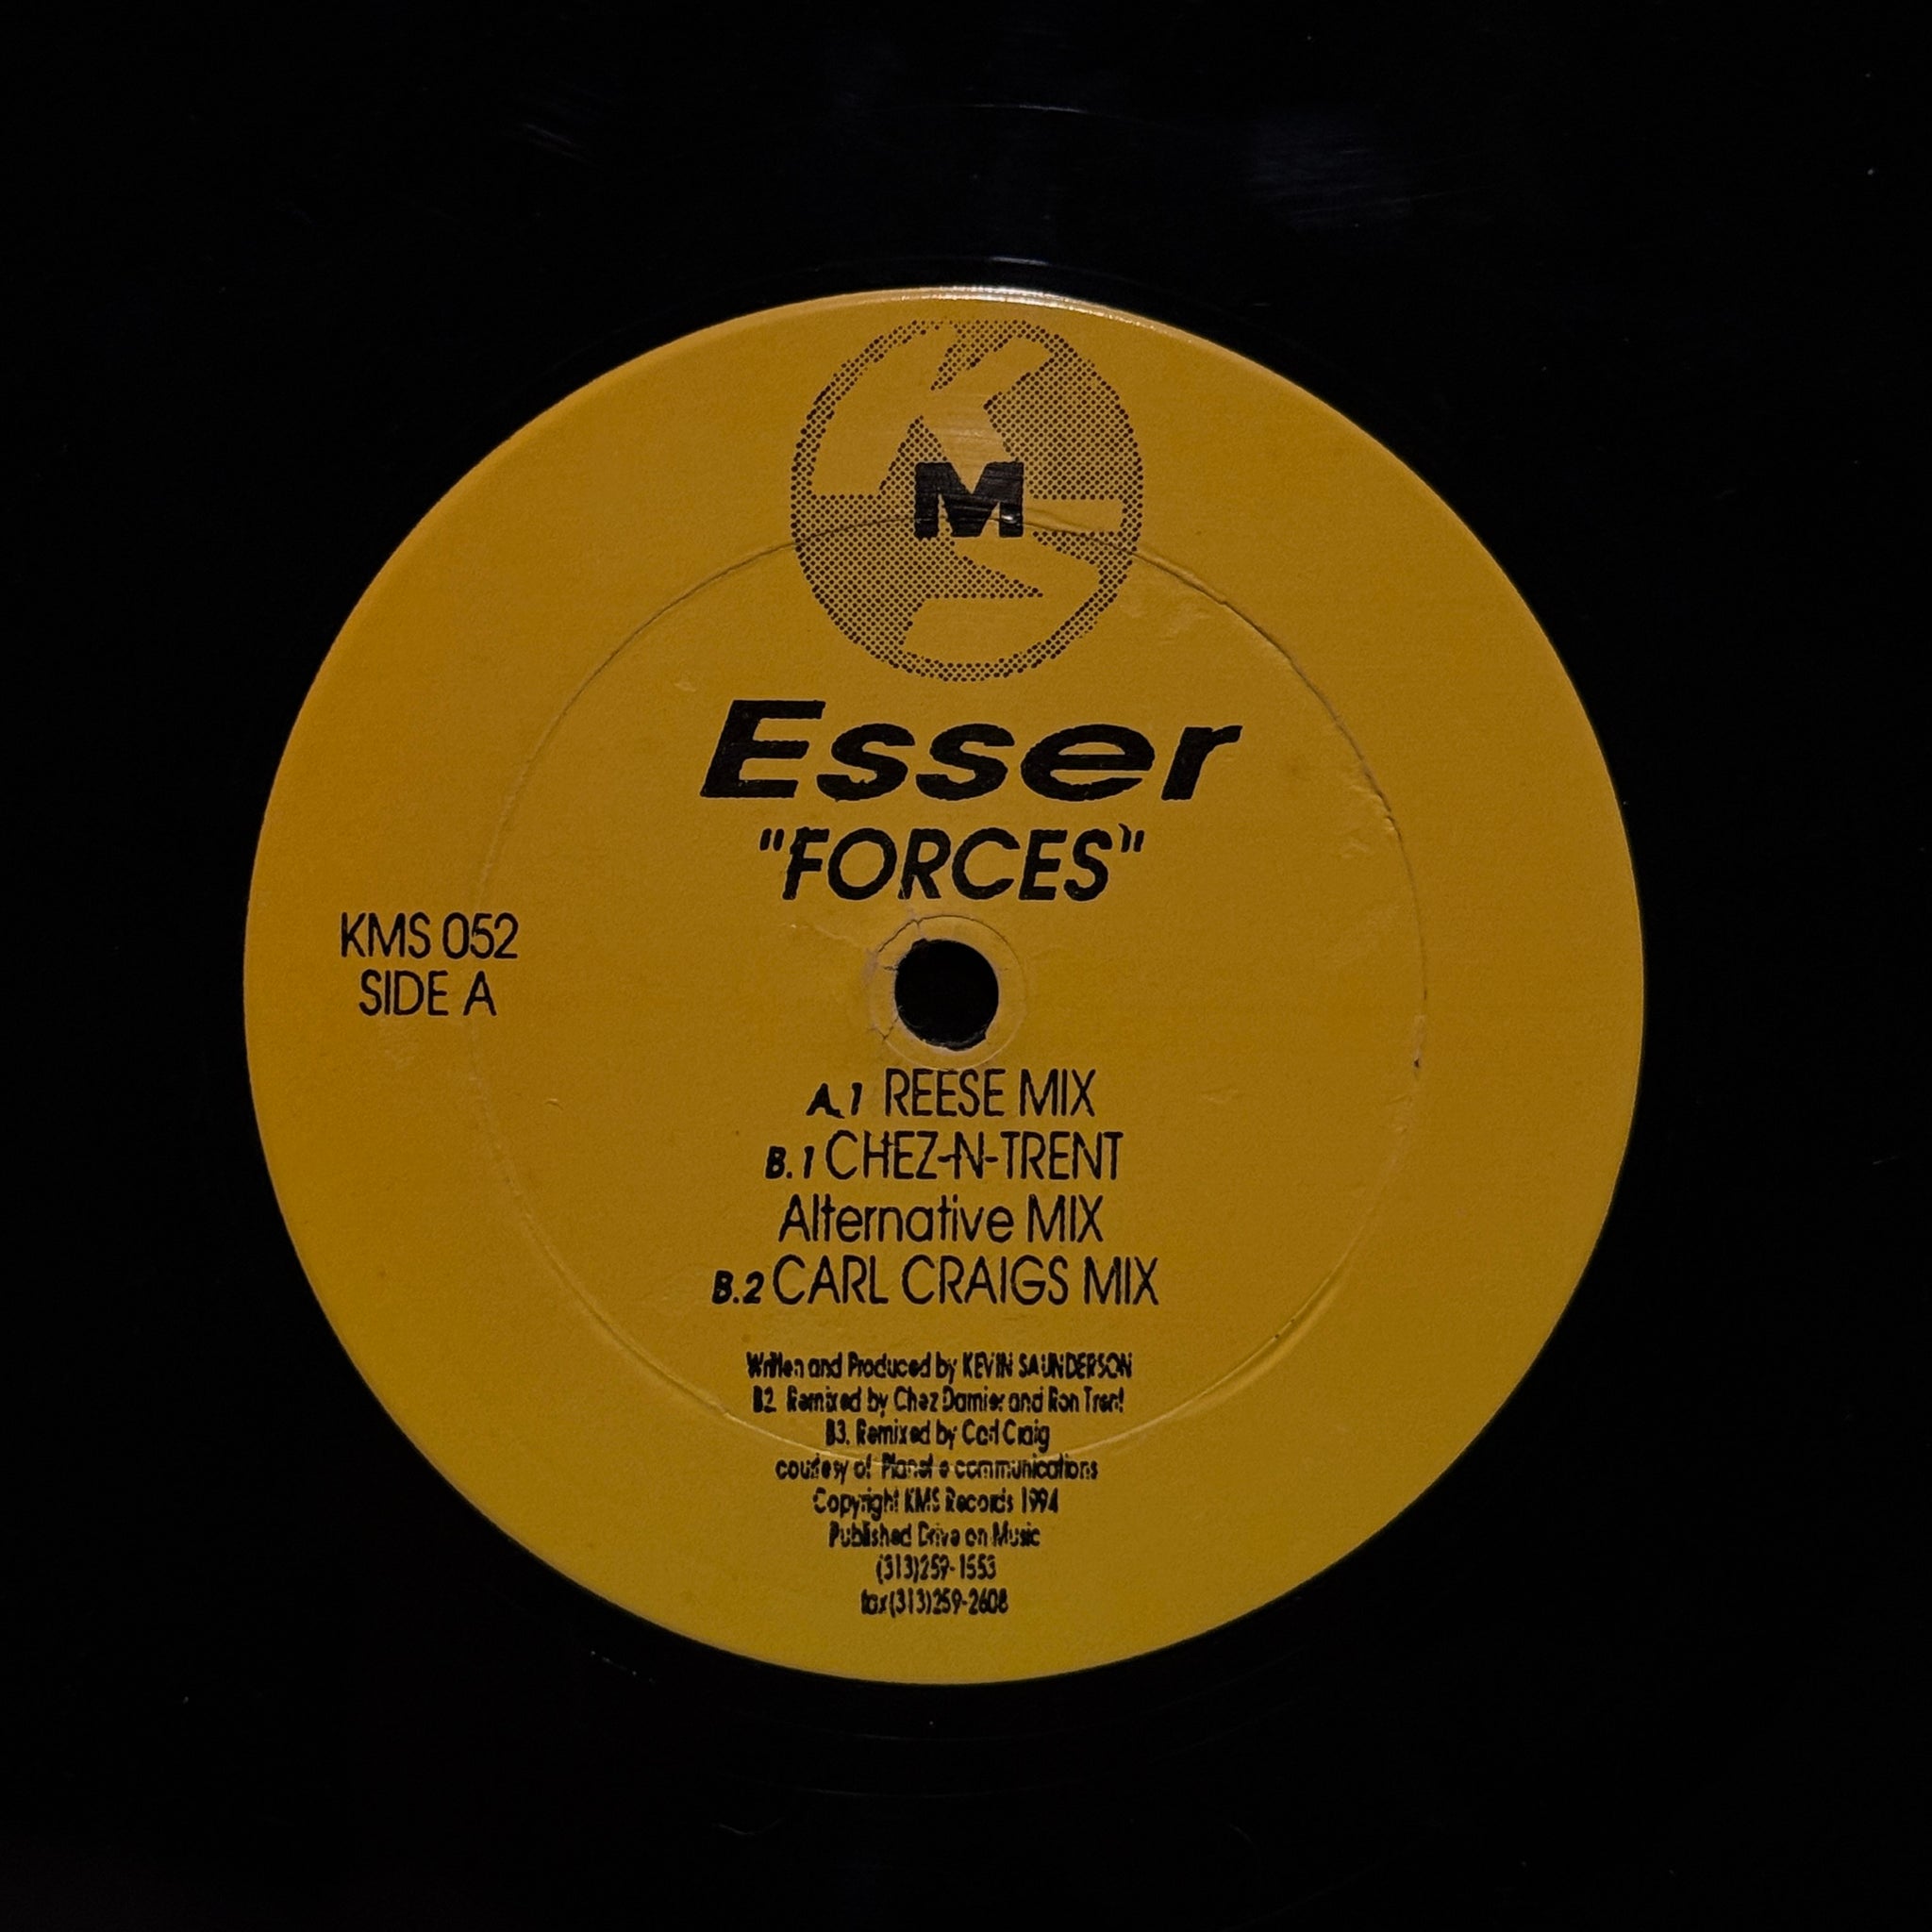 K
M
S
Esser
"FORCES"
KMS 052
SIDE A
A.1 REESE MIX
B.1 CHEZ-N-TRENT
Alternative MIX
B.2 CARL CRAIGS MIX
Written and Produced by KEVIN SAUNDERSON
B2. Remixed by Chez Damier and Ron Trent
B3. Remixed by Carl Craig
courtesy of Planet e communications
Copyright KMS Records 1994
Published Drive on Music
(313)259-1553
fax(313)259-2608